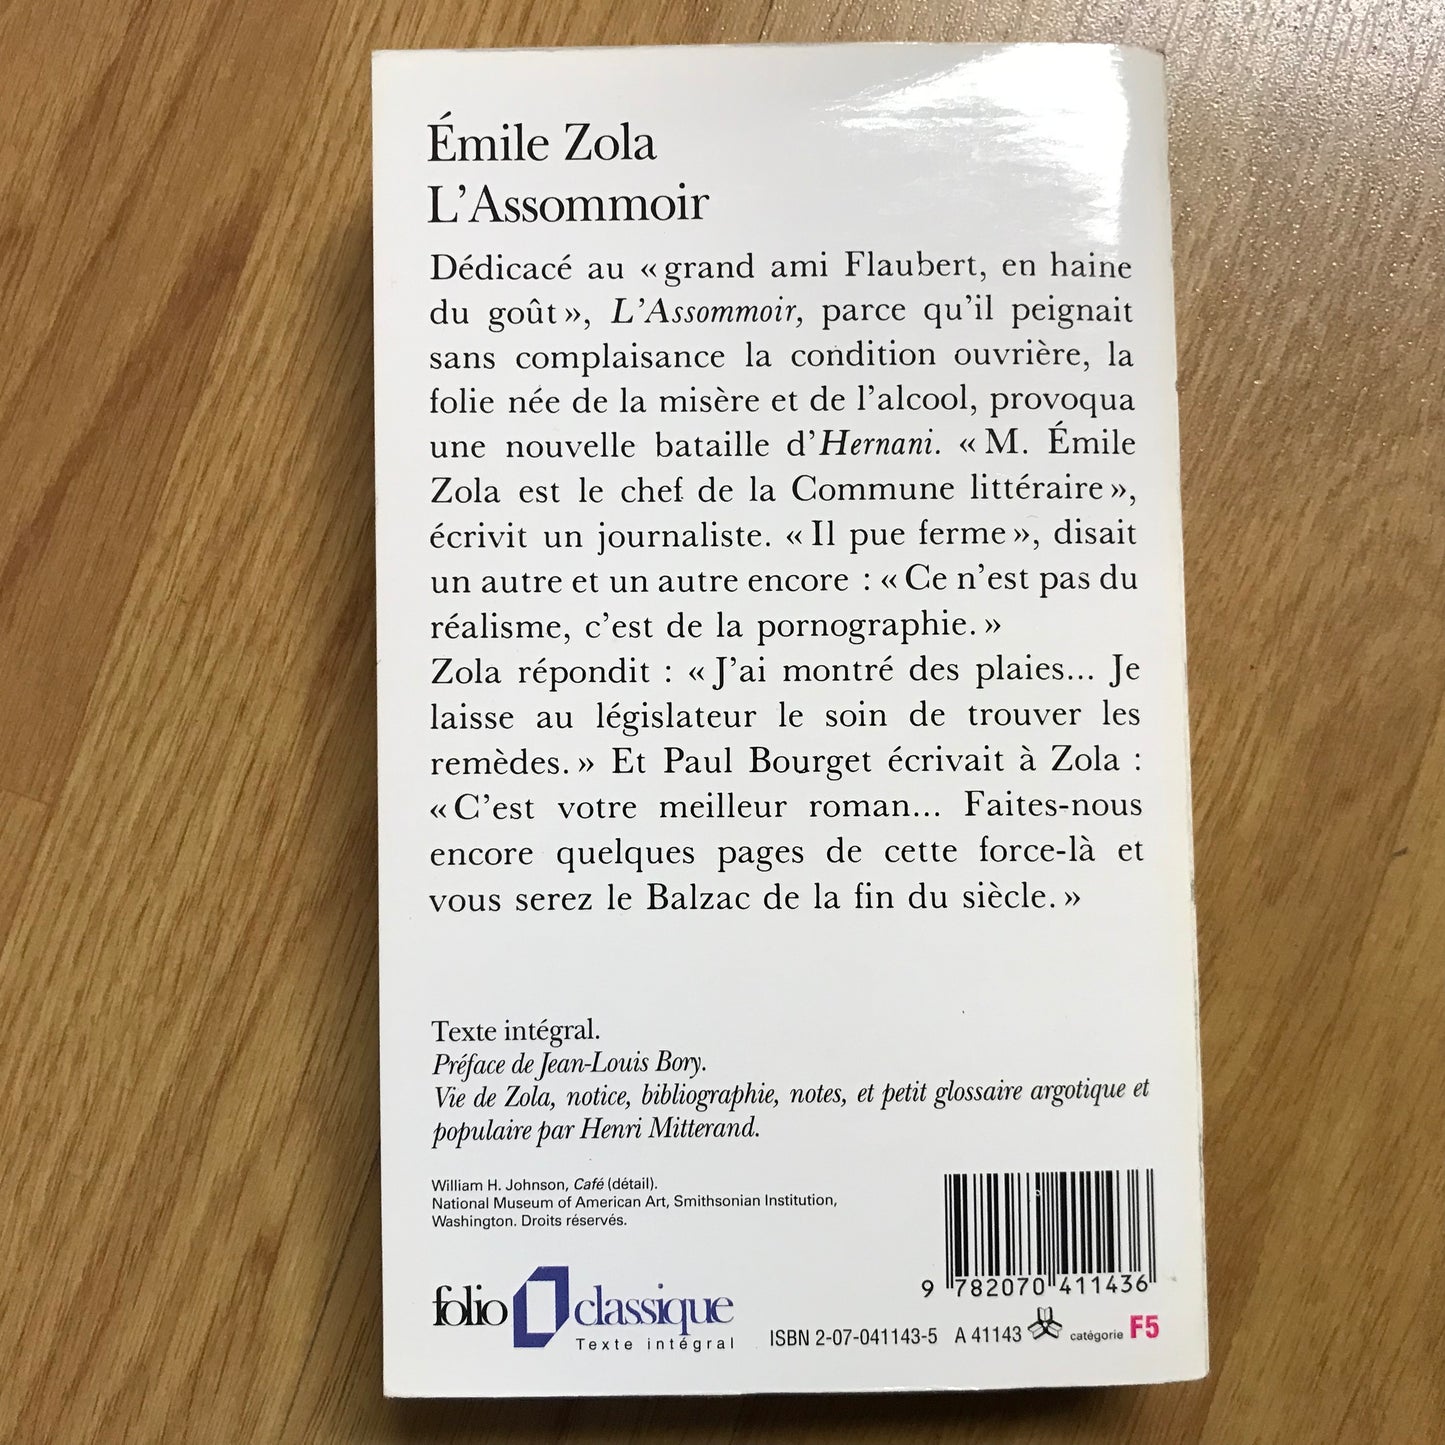 Émile Zola
L’Assommoir
Dédicacé au « grand ami Flaubert, en haine
du goût », L’Assommoir, parce qu’il peignait
sans complaisance la condition ouvrière, la
folie née de la misère et de l’alcool, provoqua
une nouvelle bataille d’Hernani. « M. Émile
Zola est le chef de la Commune littéraire »,
écrivit un journaliste. « Il pue ferme », disait
un autre et un autre encore : « Ce n’est pas du
réalisme, c’est de la pornographie. »
Zola répondit : « J’ai montré des plaies... Je
laisse au législateur le soin de trouver les
remèdes. » Et Paul Bourget écrivait à Zola :
« C’est votre meilleur roman... Faites-nous
encore quelques pages de cette force-là et
vous serez le Balzac de la fin du siècle. »
Texte intégral.
Préface de Jean-Louis Bory.
Vie de Zola, notice, bibliographie, notes, et petit glossaire argotique et
populaire par Henri Mitterand.
William H. Johnson, Café (détail).
National Museum of American Art, Smithsonian Institution,
Washington. Droits réservés.
9 782070 411436
folio classique
Texte intégral
ISBN 2-07-041143-5 A 41143 catégorie F5